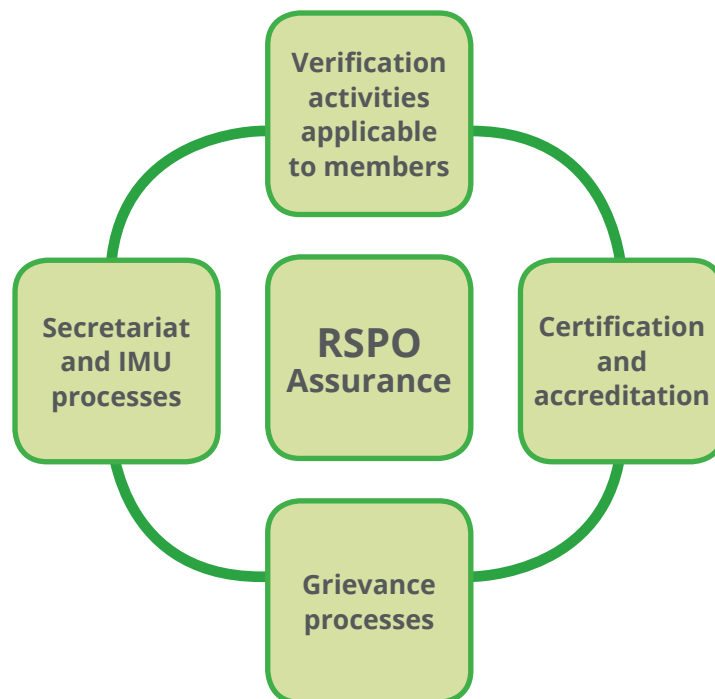 Verification
activities
applicable
to members
Secretariat
and IMU
processes
RSPO
Assurance
Certification
and
accreditation
Grievance
processes